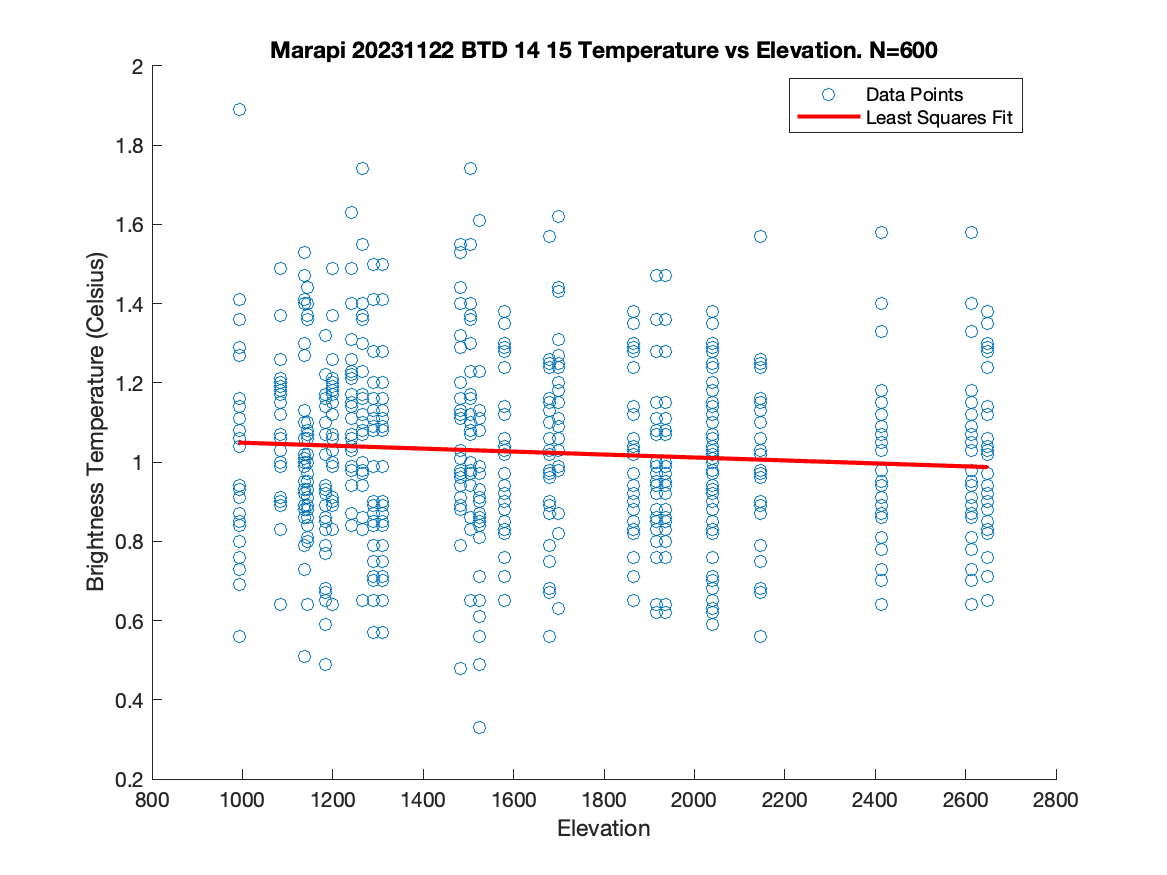 Marapi 20231122 BTD 14 15 Temperature vs Elevation. N=600
Data Points
Least Squares Fit
Brightness Temperature (Celsius)
2
1.8
1.6
1.4
1.2
1
0.8
0.6
0.4
0.2
800 1000 1200 1400 1600 1800 2000 2200 2400 2600 2800
Elevation